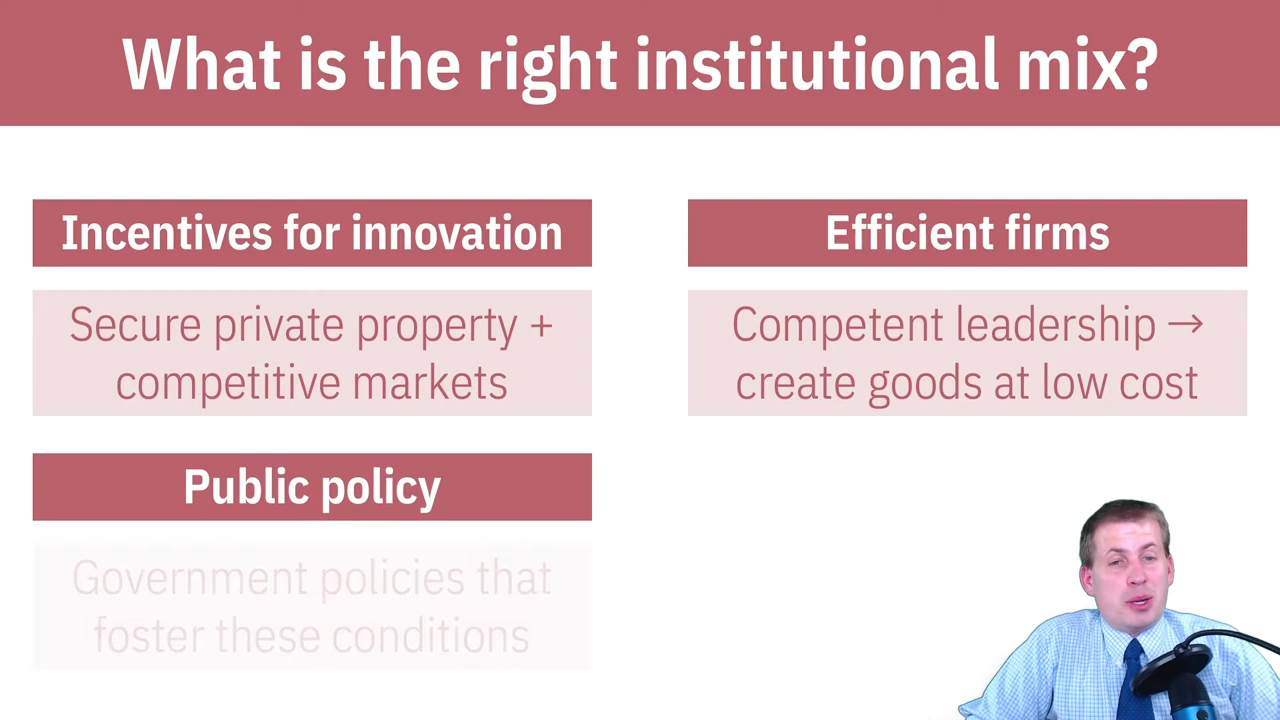 What is the right institutional mix?
Incentives for innovation
Secure private property +
competitive markets
Efficient firms
Competent leadership →
create goods at low cost
Public policy
Government policies that
foster these conditions